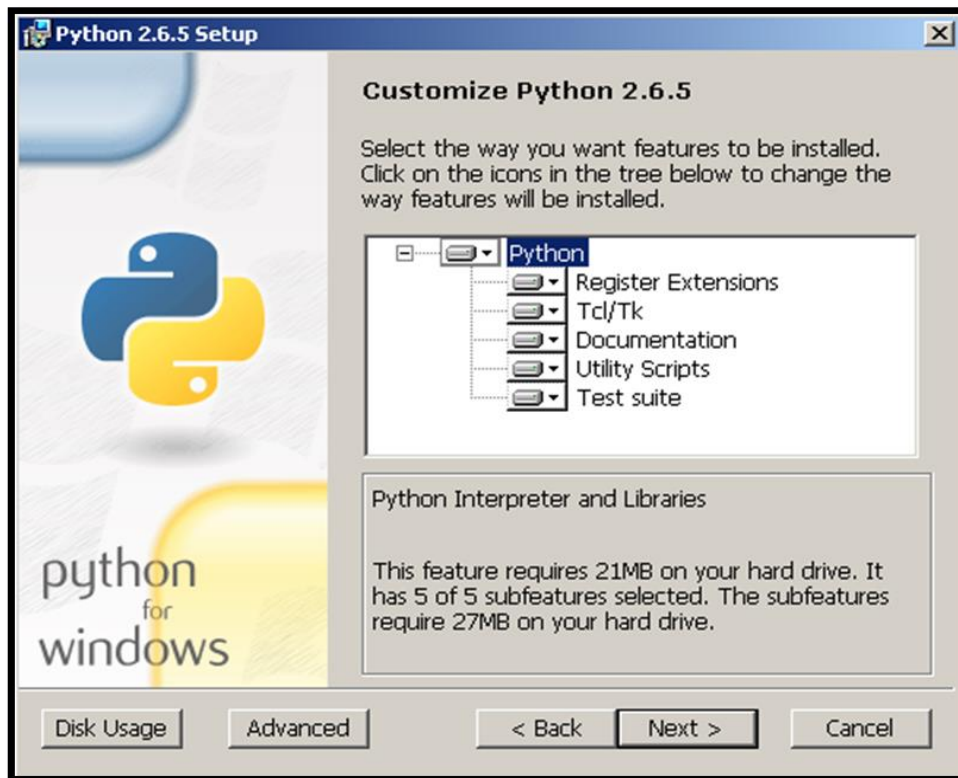 Python 2.6.5 Setup
Customize Python 2.6.5
Select the way you want features to be installed.
Click on the icons in the tree below to change the
way features will be installed.
Python
Register Extensions
Tcl/Tk
Documentation
Utility Scripts
Test suite
Python Interpreter and Libraries
This feature requires 21MB on your hard drive. It
has 5 of 5 subfeatures selected. The subfeatures
require 27MB on your hard drive.
python
for
windows
Disk Usage
Advanced
< Back
Next >
Cancel